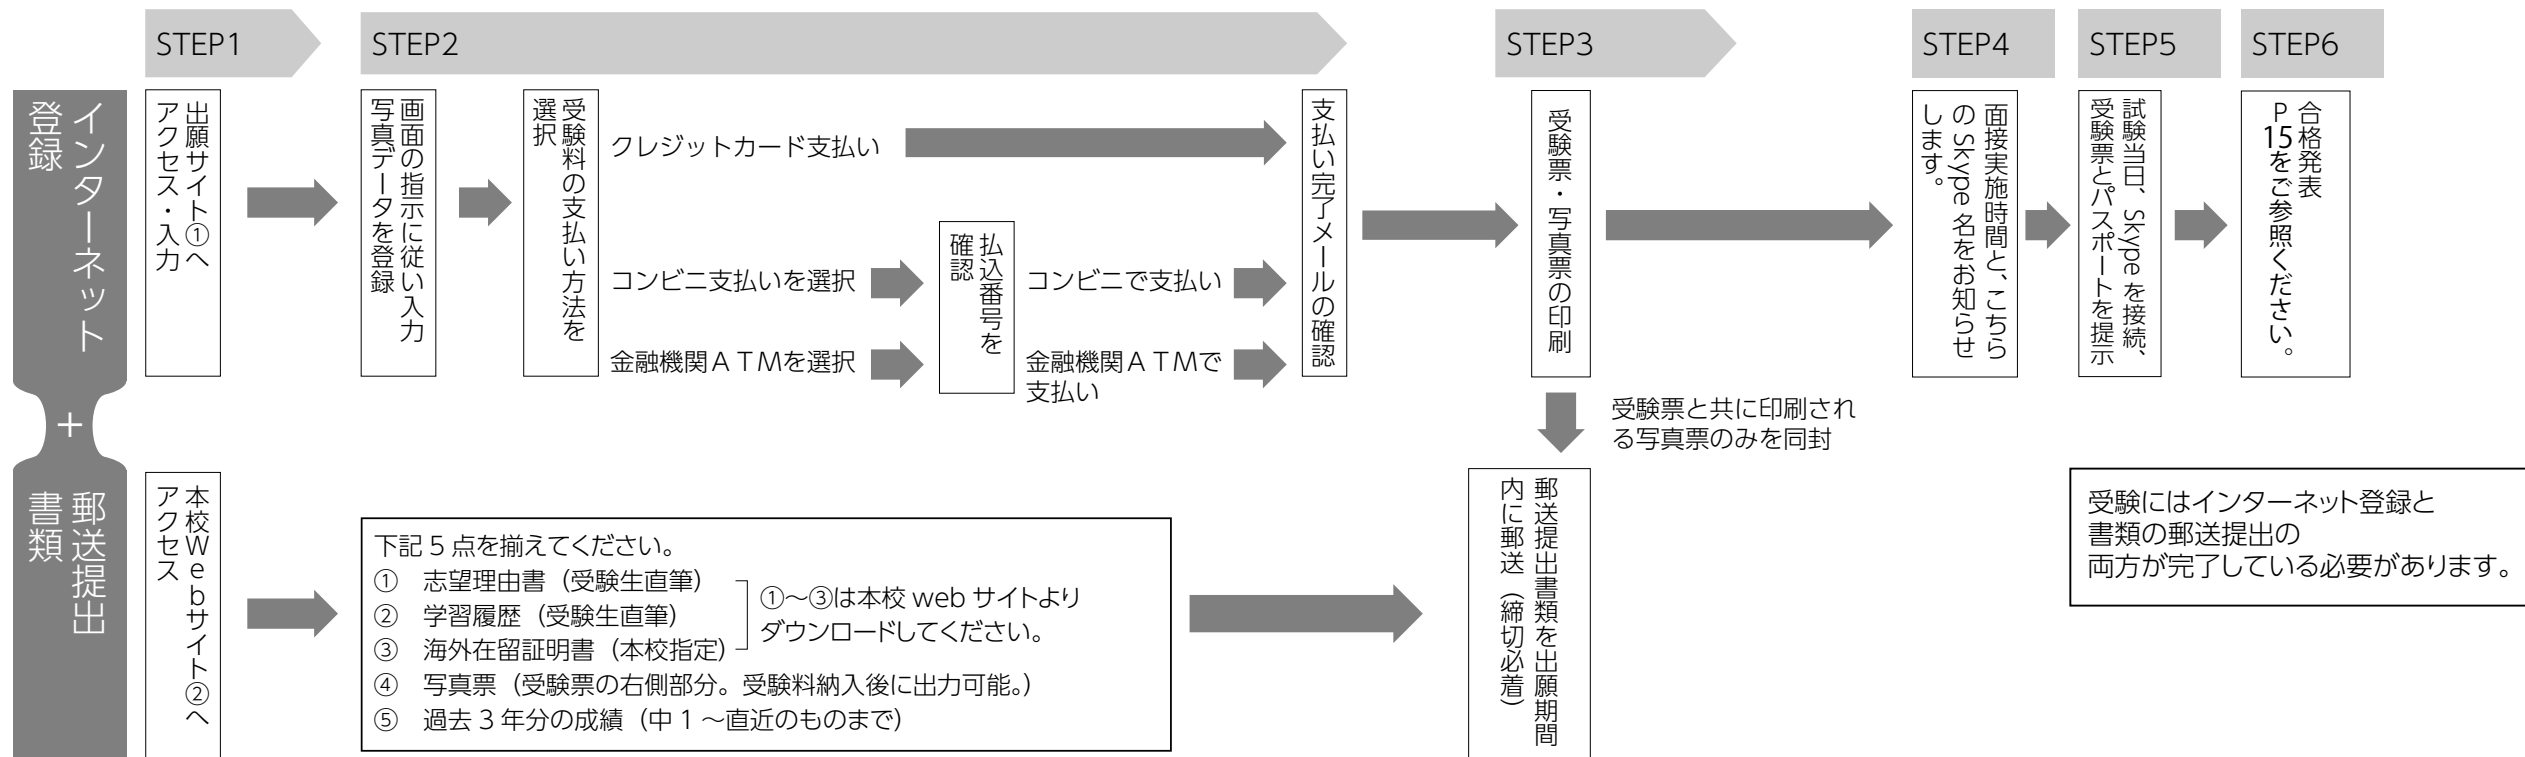 STEP1
STEP2
STEP3
STEP4
STEP5
STEP6
インターネット
登録
出願サイト①へ
アクセス・入力
画面の指示に従い入力
写真データを登録
受験料の支払い方法を
選択
クレジットカード支払い
コンビニ支払いを選択
金融機関ATMを選択
払込番号を
確認
コンビニで支払い
金融機関ATMで
支払い
支払い完了メールの確認
受験票・写真票の印刷
面接実施時間と、こちら
の Skype 名をお知らせ
します。
試験当日、Skype を接続、
受験票とパスポートを提示
合格発表
P 15をご参照ください。
受験票と共に印刷され
る写真票のみを同封
+
郵送提出
書類
本校Webサイト②へ
アクセス
下記 5 点を揃えてください。
① 志望理由書（受験生直筆）
② 学習履歴（受験生直筆）
③ 海外在留証明書（本校指定）
①～③は本校 web サイトより
ダウンロードしてください。
④ 写真票（受験票の右側部分。受験料納入後に出力可能。）
⑤ 過去 3 年分の成績（中 1 ～直近のものまで）
郵送提出書類を出願期間
内に郵送（締切必着）
受験にはインターネット登録と
書類の郵送提出の
両方が完了している必要があります。